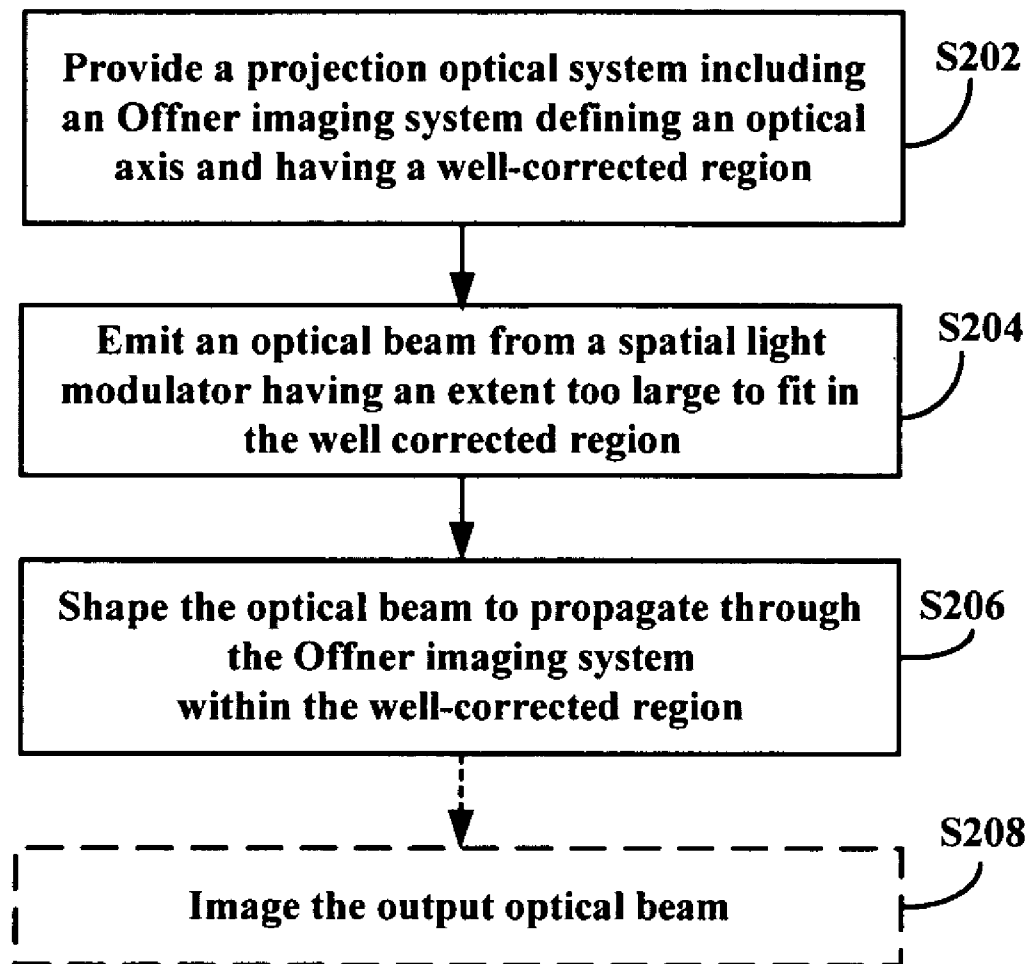 Provide a projection optical system including
S202
an Offner imaging system defining an optical
axis and having a well-corrected region
Emit an optical beam from a spatial light
S204
modulator having an extent too large to fit in
the well corrected region
Shape the optical beam to propagate through
S206
the Offner imaging system
within the well-corrected region
S208
Image the output optical beam